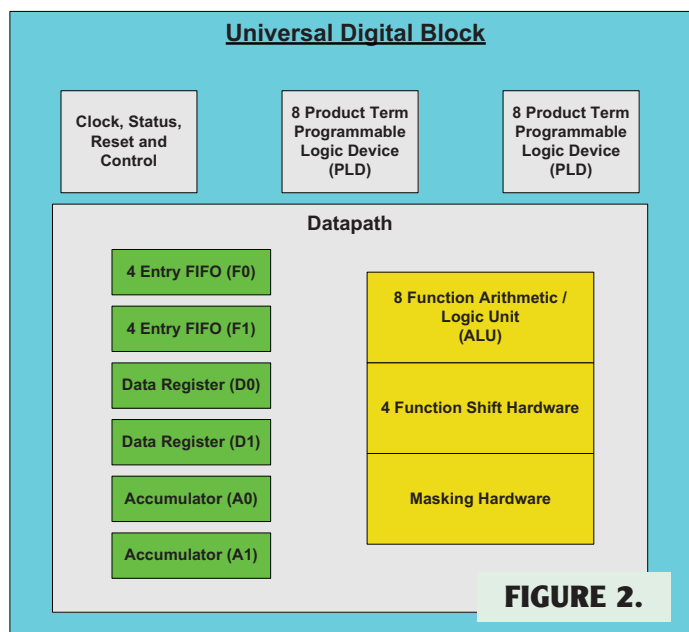 Universal Digital Block
Clock, Status,
Reset and
Control
8 Product Term
Programmable
Logic Device
(PLD)
8 Product Term
Programmable
Logic Device
(PLD)
Datapath
4 Entry FIFO (F0)
4 Entry FIFO (F1)
Data Register (D0)
Data Register (D1)
Accumulator (A0)
Accumulator (A1)
8 Function Arithmetic /
Logic Unit
(ALU)
4 Function Shift Hardware
Masking Hardware
FIGURE 2.